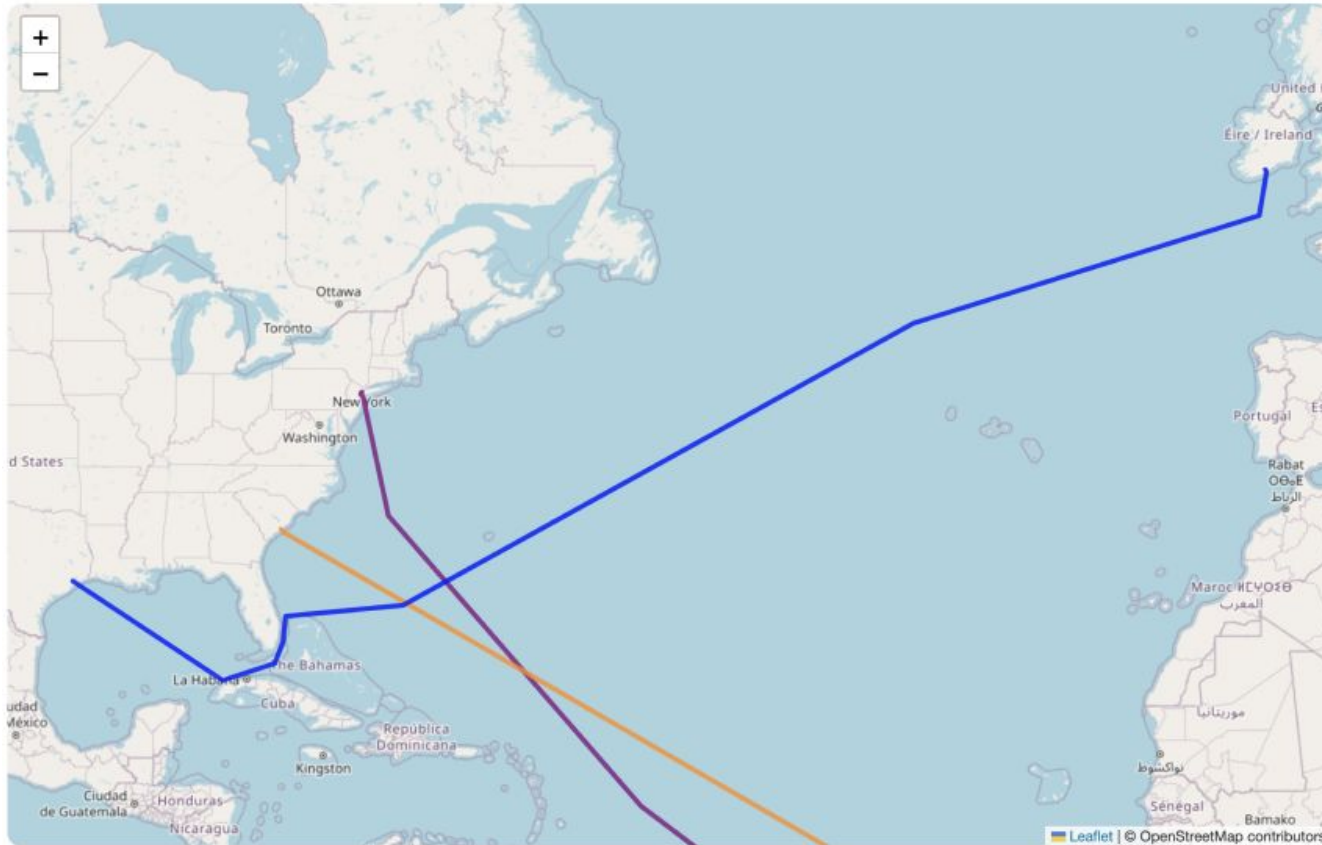 +
−
United
Éire / Ireland
Ottawa
Toronto
New York
Washington
d States
Portugal
Es
Rabat
ⵔⴱⴰⵟ
الرباط
Maroc ⵍⵎⵖⵔⵉⴱ
المغرب
The Bahamas
La Habana
Cuba
udad
México
República
Dominicana
Kingston
موريتانيا
نواكشوط
Ciudad
de Guatemala
Honduras
Nicaragua
Sénégal
Bamako
Leaflet | © OpenStreetMap contributors